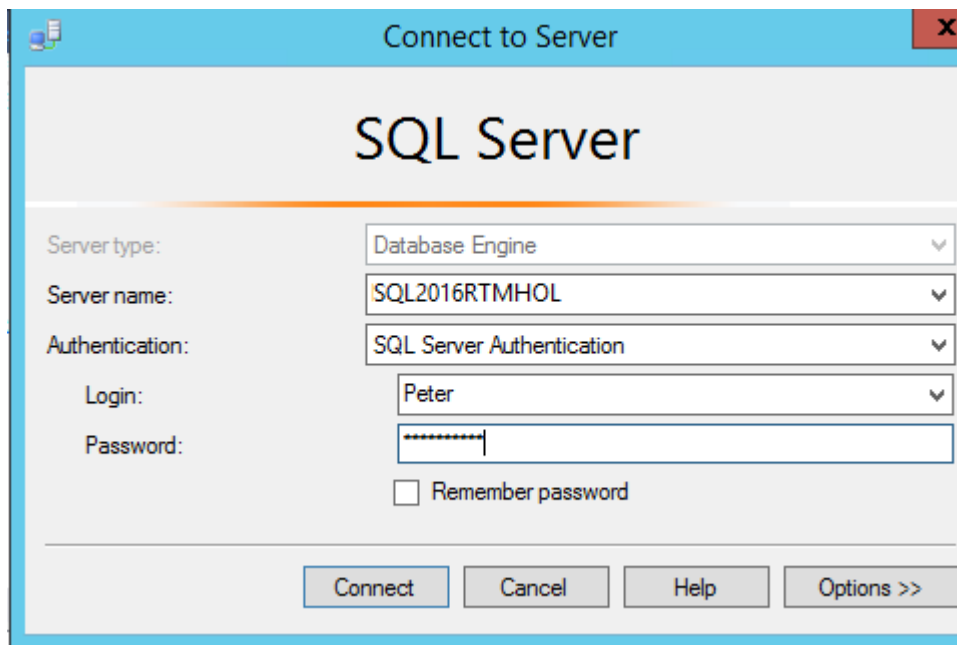 Connect to Server
x
SQL Server
Server type:
Database Engine
Server name:
SQL2016RTMHOL
Authentication:
SQL Server Authentication
Login:
Peter
Password:
**********
Remember password
Connect
Cancel
Help
Options >>